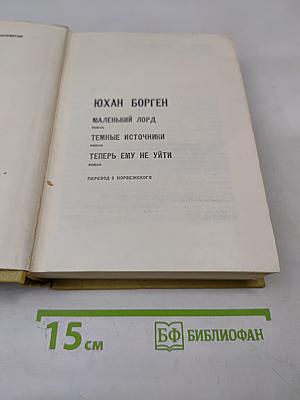 ЮХАН БОРГЕН
МАЛЕНЬКИЙ ЛОРД
РОМАН
ТЕМНЫЕ ИСТОЧНИКИ
РОМАН
ТЕПЕРЬ ЕМУ НЕ УЙТИ
РОМАН
ПЕРЕВОД С НОРВЕЖСКОГО
15 см
БФ БИБЛИОФАН